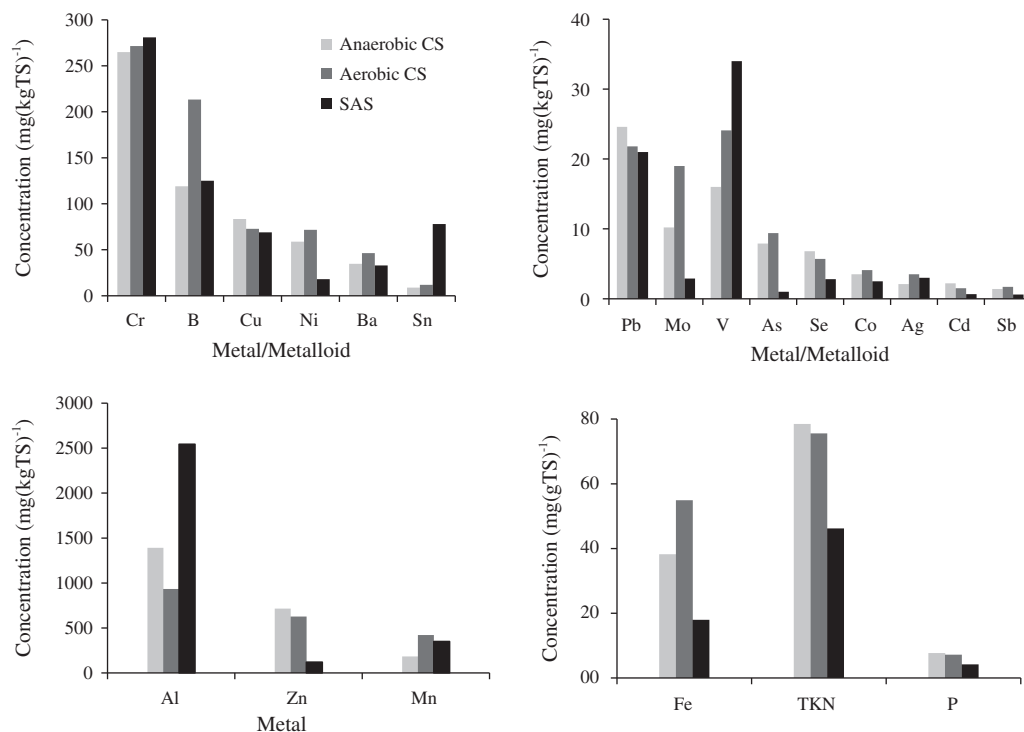 Concentration (mg(kgTS)-1)
300
250
200
150
100
50
0
Anaerobic CS
Aerobic CS
SAS
Cr B Cu Ni Ba Sn
Metal/Metalloid
Concentration (mg(kgTS)-1)
40
30
20
10
0
Pb Mo V As Se Co Ag Cd Sb
Metal/Metalloid
Concentration (mg(kgTS)-1)
3000
2500
2000
1500
1000
500
0
Al Zn Mn
Metal
Concentration (mg(gTS)-1)
80
60
40
20
00
Fe TKN P